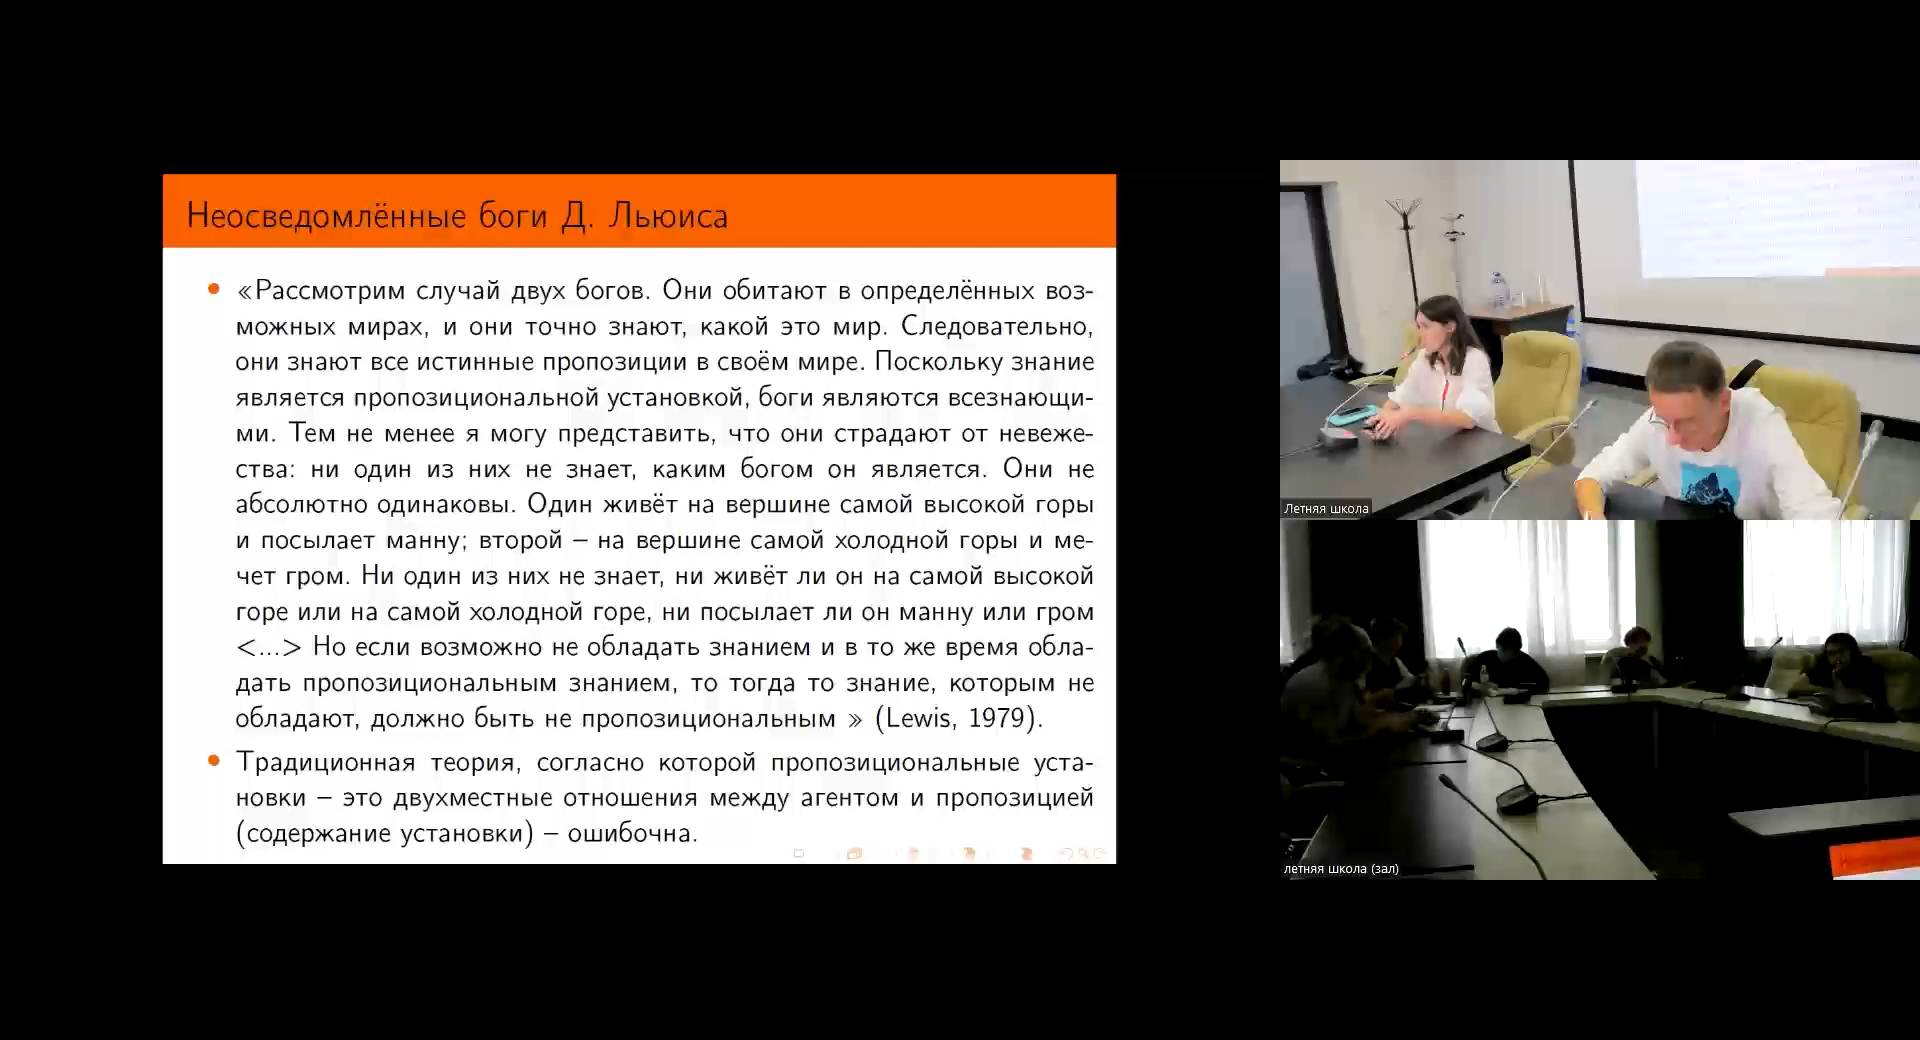 Неосведомлённые боги Д. Льюиса
«Рассмотрим случай двух богов. Они обитают в определённых воз-
можных мирах, и они точно знают, какой это мир. Следовательно,
они знают все истинные пропозиции в своём мире. Поскольку знание
является пропозициональной установкой, боги являются всезнающи-
ми. Тем не менее я могу представить, что они страдают от невеже-
ства: ни один из них не знает, каким богом он является. Они не
абсолютно одинаковы. Один живёт на вершине самой высокой горы
и посылает манну; второй – на вершине самой холодной горы и ме-
чет гром. Ни один из них не знает, ни живёт ли он на самой высокой
горе или на самой холодной горе, ни посылает ли он манну или гром
<...> Но если возможно не обладать знанием и в то же время обла-
дать пропозициональным знанием, то тогда то знание, которым не
обладают, должно быть не пропозициональным » (Lewis, 1979).
Традиционная теория, согласно которой пропозициональные уста-
новки – это двухместные отношения между агентом и пропозицией
(содержание установки) – ошибочна.
Летняя школа
летняя школа (зал)